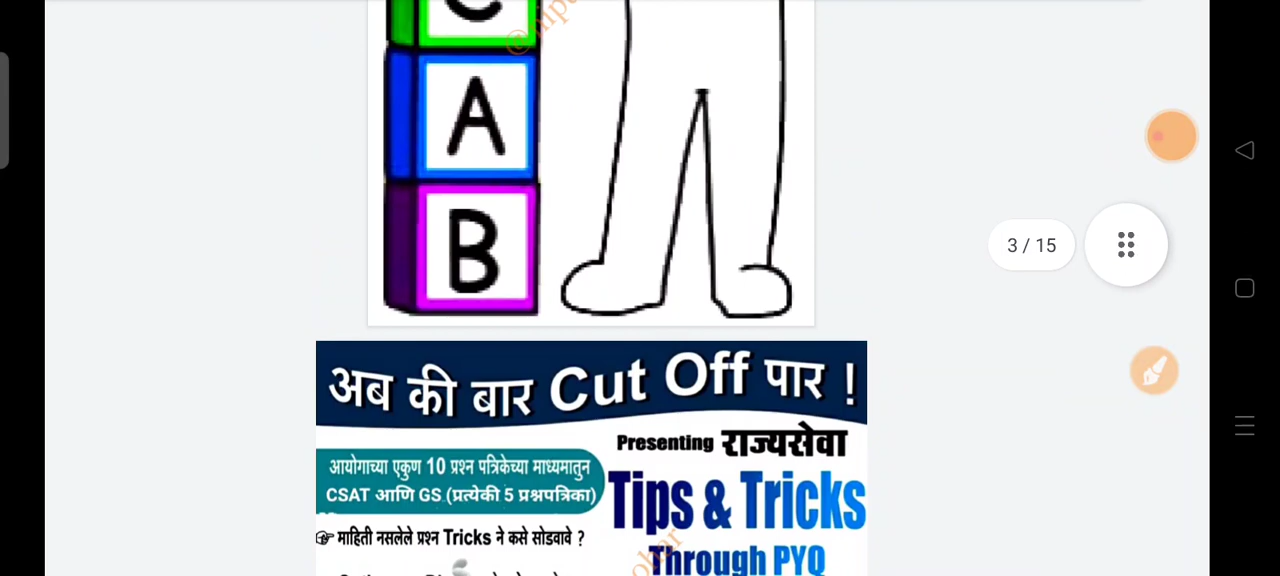 C
A
B
3 / 15
अब की बार Cut Off पार !
Presenting राज्यसेवा
आयोगाच्या एकुण 10 प्रश्न पत्रिकेच्या माध्यमातुन
CSAT आणि GS (प्रत्येकी 5 प्रश्नपत्रिका)
Tips & Tricks
☞ माहिती नसलेले प्रश्न Tricks ने कसे सोडवावे ?
Through PYQ